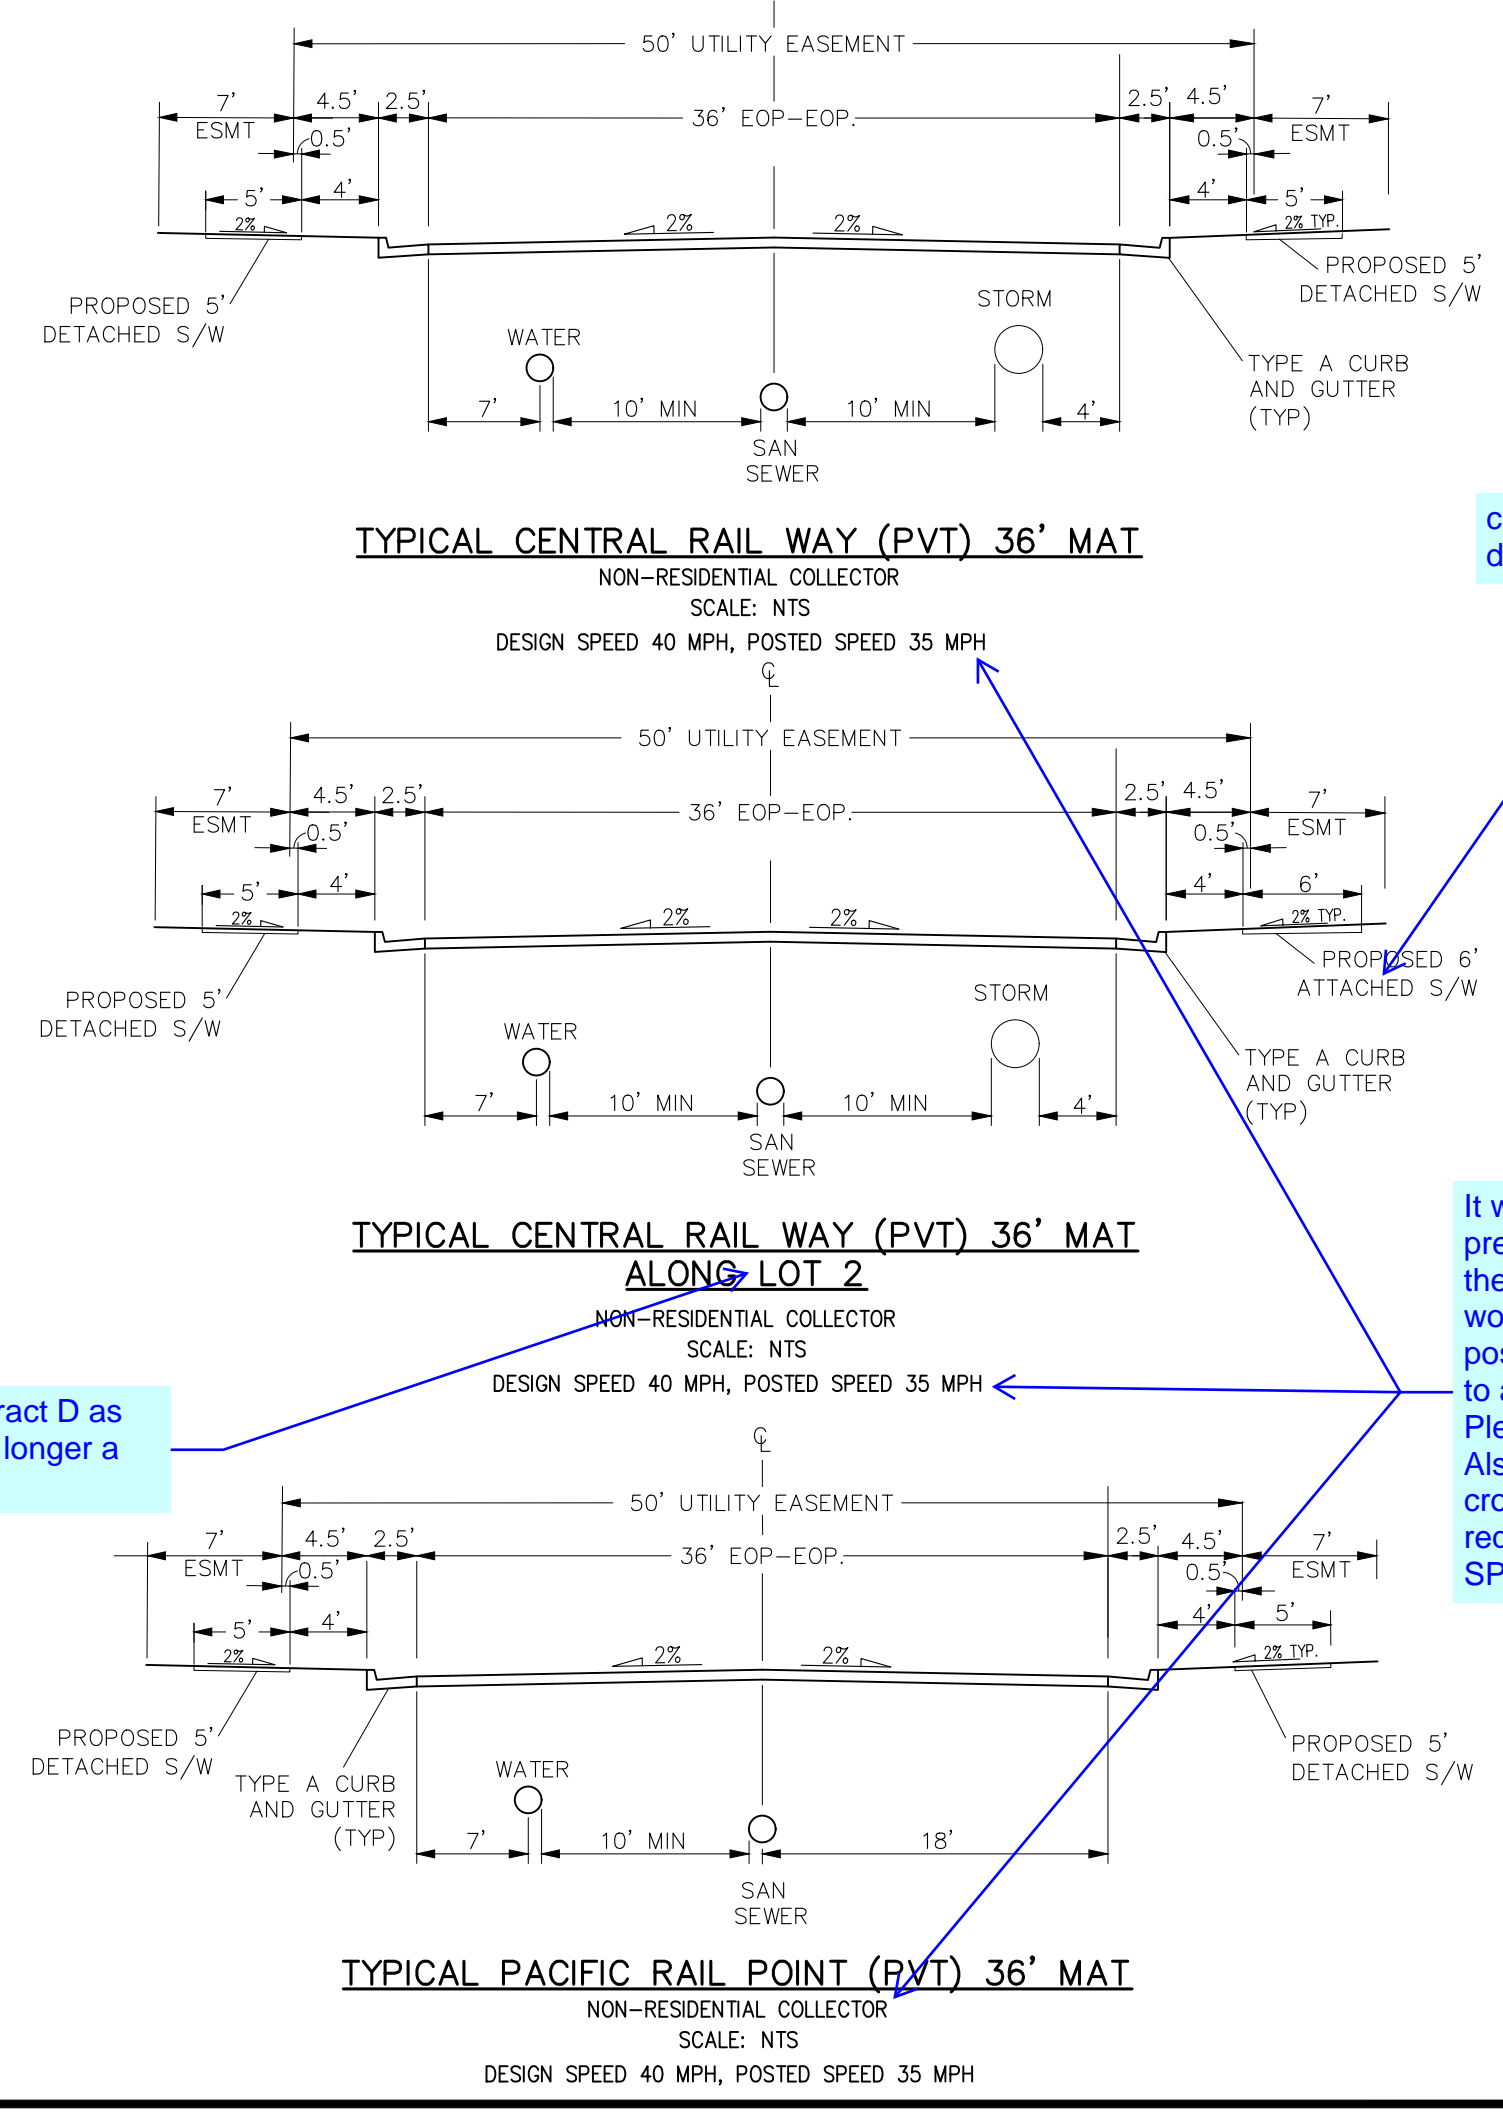 50' UTILITY EASEMENT
7' 4.5' 2.5' 36' EOP-EOP. 2.5' 4.5' 7'
ESMT 0.5' 0.5' ESMT
5' 4' 4' 5'
2% 2% 2% 2% TYP.
PROPOSED 5'
DETACHED S/W
PROPOSED 5'
DETACHED S/W
STORM
WATER
TYPE A CURB
AND GUTTER
(TYP)
7' 10' MIN 10' MIN 4'
SAN
SEWER
TYPICAL CENTRAL RAIL WAY (PVT) 36' MAT
NON-RESIDENTIAL COLLECTOR
SCALE: NTS
DESIGN SPEED 40 MPH, POSTED SPEED 35 MPH
℄
50' UTILITY EASEMENT
7' 4.5' 2.5' 36' EOP-EOP. 2.5' 4.5' 7'
ESMT 0.5' 0.5' ESMT
5' 4' 4' 6'
2% 2% 2% 2% TYP.
PROPOSED 5'
DETACHED S/W
PROPOSED 6'
ATTACHED S/W
STORM
WATER
TYPE A CURB
AND GUTTER
(TYP)
7' 10' MIN 10' MIN 4'
SAN
SEWER
TYPICAL CENTRAL RAIL WAY (PVT) 36' MAT
ALONG LOT 2
NON-RESIDENTIAL COLLECTOR
SCALE: NTS
DESIGN SPEED 40 MPH, POSTED SPEED 35 MPH
ract D as
longer a
to a
℄
50' UTILITY EASEMENT
7' 4.5' 2.5' 36' EOP-EOP. 2.5' 4.5' 7'
ESMT 0.5' 0.5' ESMT
5' 4' 4' 5'
2% 2% 2% 2% TYP.
PROPOSED 5'
DETACHED S/W
PROPOSED 5'
DETACHED S/W
TYPE A CURB
AND GUTTER
(TYP)
WATER
7' 10' MIN 18'
SAN
SEWER
TYPICAL PACIFIC RAIL POINT (PVT) 36' MAT
NON-RESIDENTIAL COLLECTOR
SCALE: NTS
DESIGN SPEED 40 MPH, POSTED SPEED 35 MPH